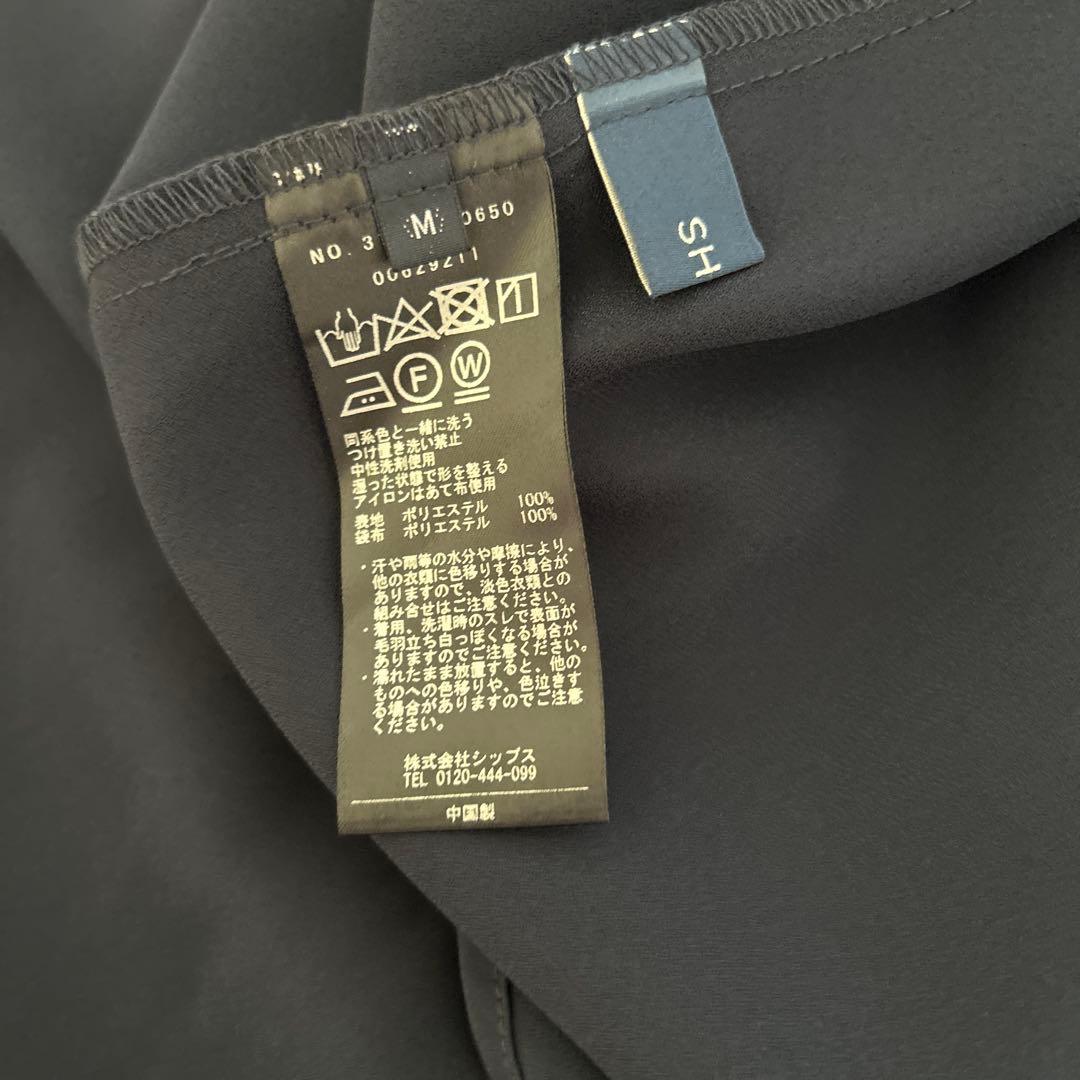 M
NO. 3
0650
00629211
SH
F
W
同系色と一緒に洗う
つけ置き洗い禁止
中性洗剤使用
湿った状態で形を整える
アイロンはあて布使用
表地 ポリエステル 100%
袋布 ポリエステル 100%
・汗や雨等の水分や摩擦により、
他の衣類に色移りする場合が
ありますので、淡色衣類との
組み合せはご注意ください。
・着用、洗濯時のスレで表面が
毛羽立ち白っぽくなる場合が
ありますのでご注意ください。
・濡れたまま放置すると、他の
ものへの色移りや、色泣きす
る場合がありますのでご注意
ください。
株式会社シップス
TEL 0120-444-099
中国製